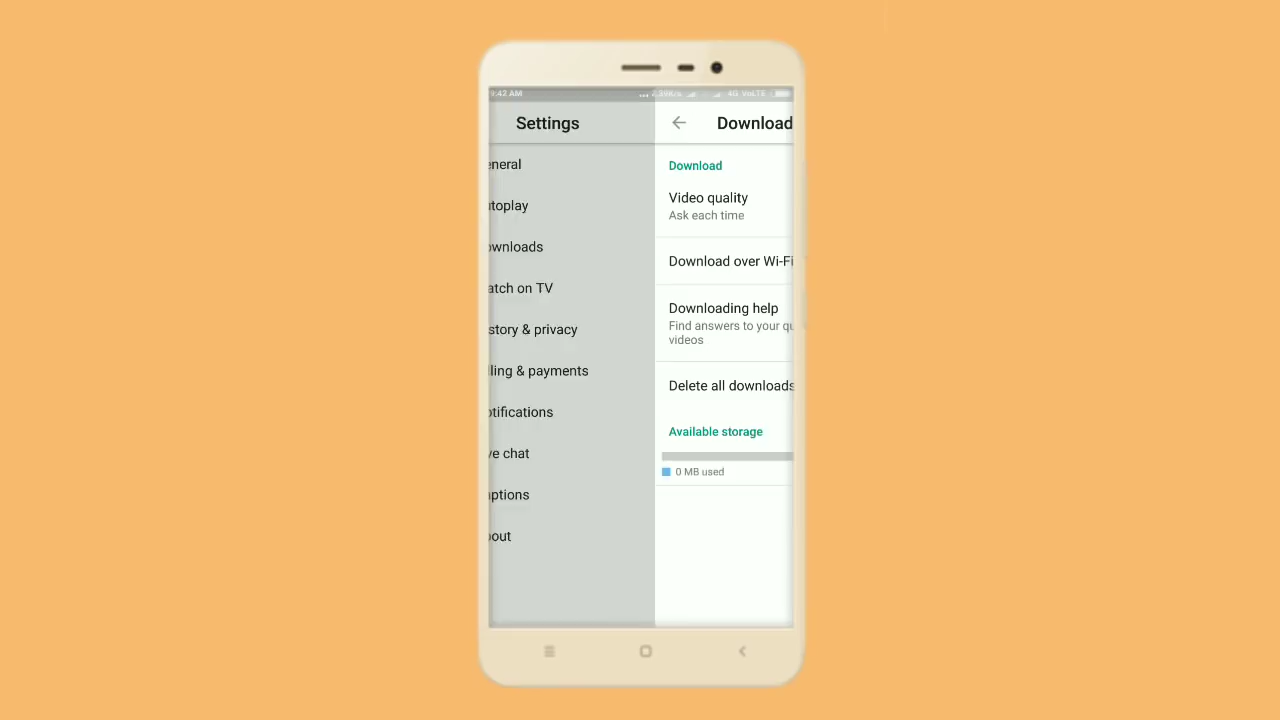 9:42 AM
4G VoLTE
Settings
eneral
utoplay
ownloads
atch on TV
story & privacy
lling & payments
otifications
ve chat
aptions
bout
Download
Download
Video quality
Ask each time
Download over Wi-Fi
Downloading help
Find answers to your qu
videos
Delete all downloads
Available storage
0 MB used